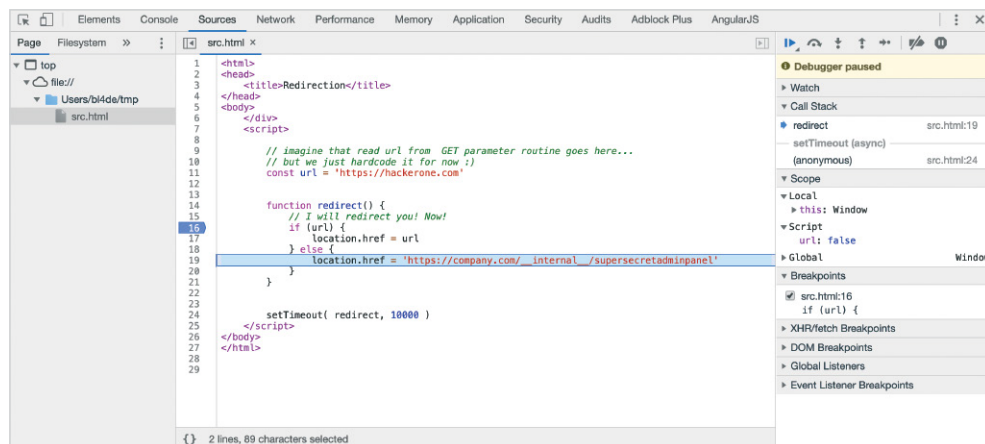 Elements Console Sources Network Performance Memory Application Security Audits Adblock Plus AngularJS
Page Filesystem »
top
file://
Users/bl4de/tmp
src.html
src.html ×
1 <html>
2 <head>
3 <title>Redirection</title>
4 </head>
5 <body>
6 </div>
7 <script>
8
9 // imagine that read url from GET parameter routine goes here...
10 // but we just hardcode it for now :)
11 const url = 'https://hackerone.com'
12
13
14 function redirect() {
15 // I will redirect you! Now!
16 if (url) {
17 location.href = url
18 } else {
19 location.href = 'https://company.com/__internal__/supersecretadminpanel'
20 }
21 }
22
23
24 setTimeout( redirect, 10000 )
25 </script>
26 </body>
27 </html>
28
29
{} 2 lines, 89 characters selected
Debugger paused
Watch
Call Stack
redirect src.html:19
setTimeout (async)
(anonymous) src.html:24
Scope
Local
this: Window
Script
url: false
Global Windo
Breakpoints
src.html:16
if (url) {
XHR/fetch Breakpoints
DOM Breakpoints
Global Listeners
Event Listener Breakpoints